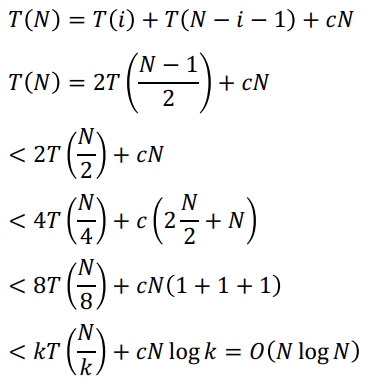 T(N) = T(i) + T(N − i − 1) + cN
T(N) = 2T((N − 1)/2) + cN
< 2T(N/2) + cN
< 4T(N/4) + c(2 N/2 + N)
< 8T(N/8) + cN(1 + 1 + 1)
< kT(N/k) + cN log k = O(N log N)